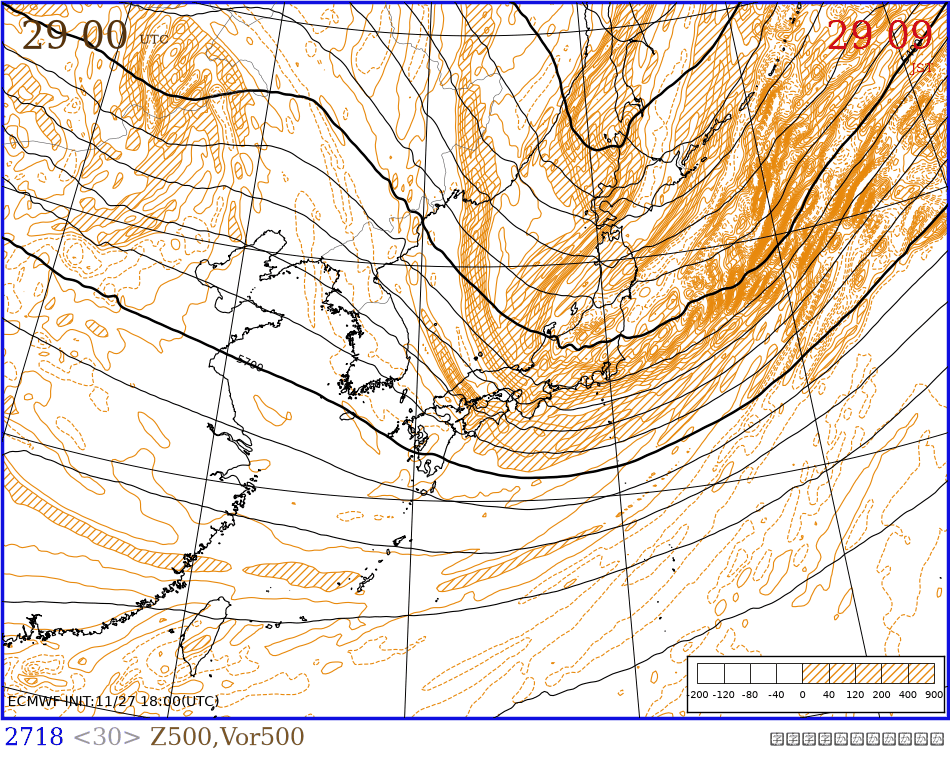 29 00 UTC
29 09 JST
5700
-200 -120 -80 -40 0 40 120 200 400 900
ECMWF INIT:11/27 18:00(UTC)
2718 <30> Z500,Vor500